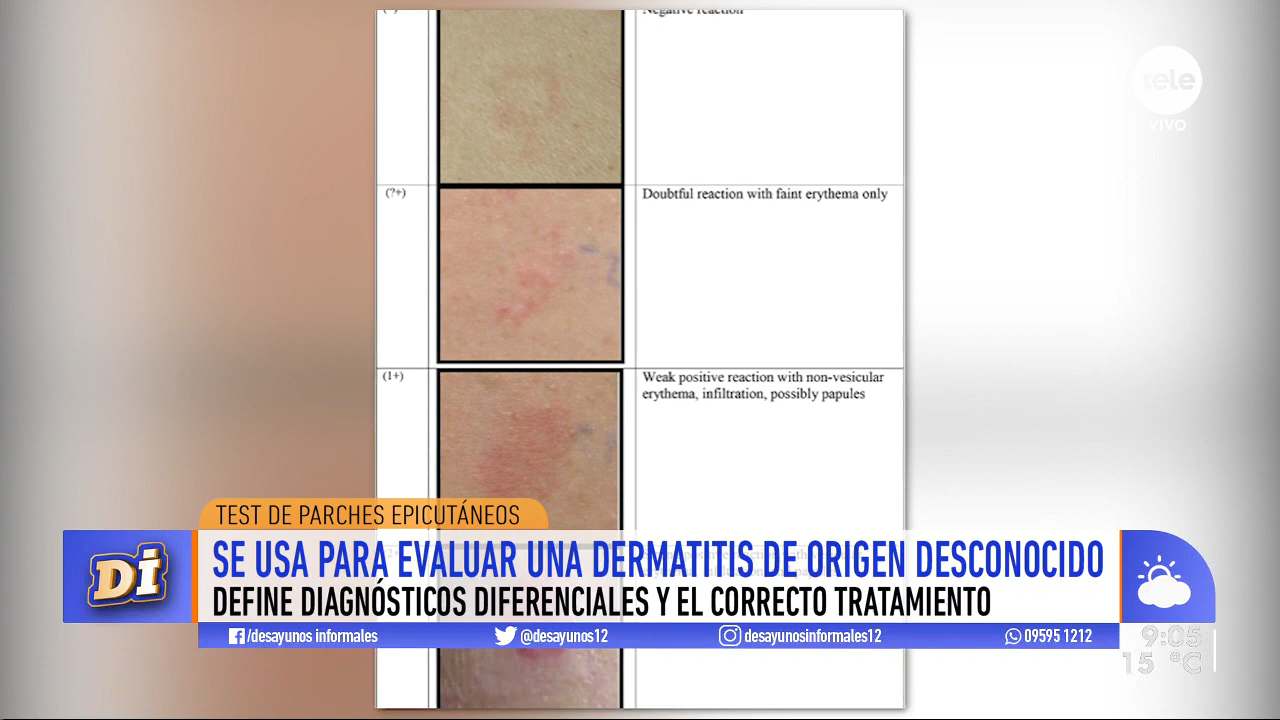 Negative reaction
tele
VIVO
(?+)
Doubtful reaction with faint erythema only
(1+)
Weak positive reaction with non-vesicular
erythema, infiltration, possibly papules
TEST DE PARCHES EPICUTÁNEOS
Di
SE USA PARA EVALUAR UNA DERMATITIS DE ORIGEN DESCONOCIDO
DEFINE DIAGNÓSTICOS DIFERENCIALES Y EL CORRECTO TRATAMIENTO
/desayunos informales
@desayunos12
desayunosinformales12
09595 1212
9:05
15 °C